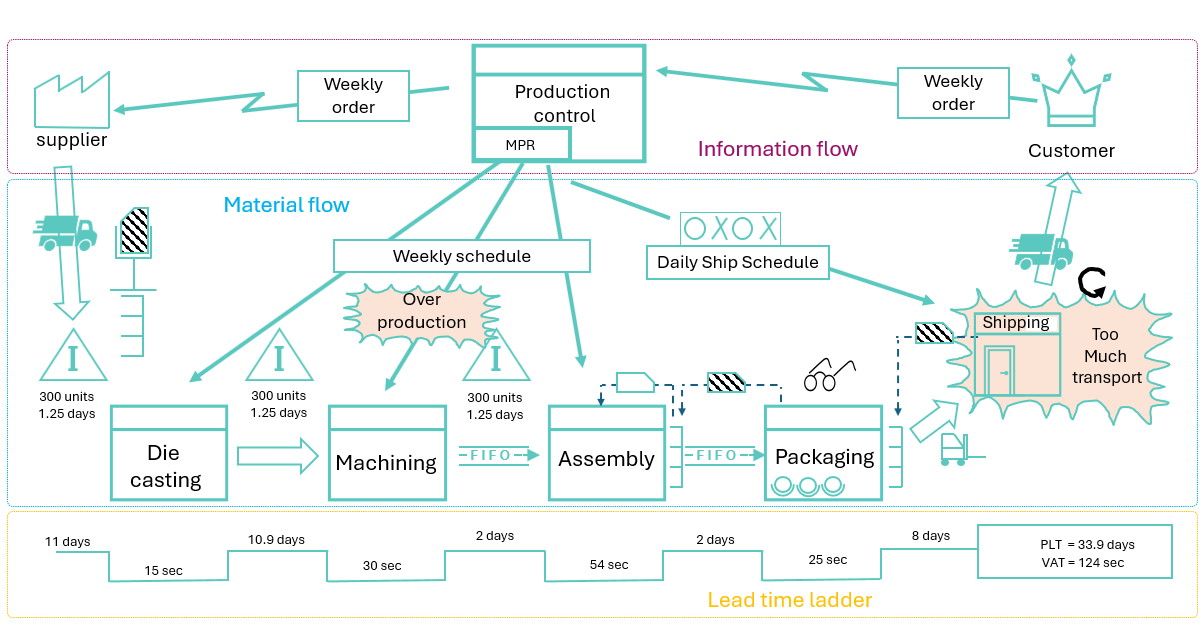 Weekly
order
Production
control
MPR
Weekly
order
supplier
Customer
Information flow
Material flow
Weekly schedule
OXOX
Daily Ship Schedule
Over
production
Shipping
Too
Much
transport
I
300 units
1.25 days
I
300 units
1.25 days
I
300 units
1.25 days
Die
casting
Machining
FIFO
Assembly
FIFO
Packaging
11 days
15 sec
10.9 days
30 sec
2 days
54 sec
2 days
25 sec
8 days
PLT = 33.9 days
VAT = 124 sec
Lead time ladder